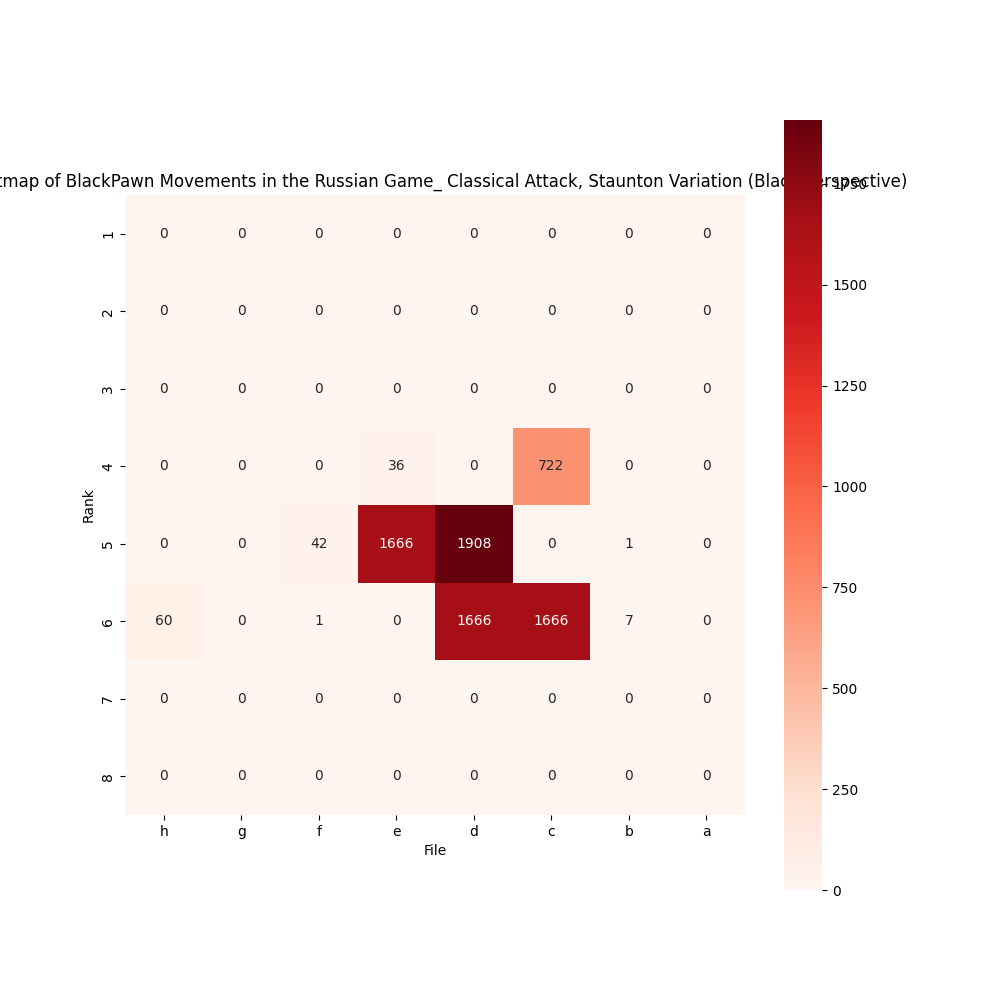 tmap of BlackPawn Movements in the Russian Game_ Classical Attack, Staunton Variation (Black Perspective)
1750
1 0 0 0 0 0 0 0 0
2 0 0 0 0 0 0 0 0
1500
3 0 0 0 0 0 0 0 0
1250
4 0 0 0 36 0 722 0 0
1000
Rank
5 0 0 42 1666 1908 0 1 0
750
6 60 0 1 0 1666 1666 7 0
500
7 0 0 0 0 0 0 0 0
8 0 0 0 0 0 0 0 0
250
h g f e d c b a
File
0